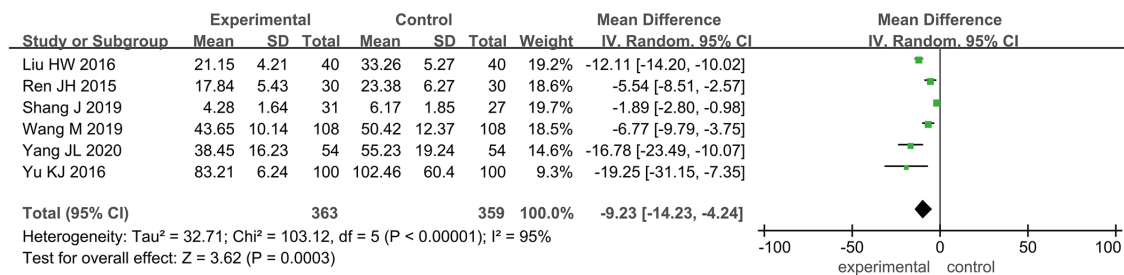 Experimental Control Mean Difference Mean Difference
Study or Subgroup Mean SD Total Mean SD Total Weight IV. Random. 95% CI IV. Random. 95% CI
Liu HW 2016 21.15 4.21 40 33.26 5.27 40 19.2% -12.11 [-14.20, -10.02]
Ren JH 2015 17.84 5.43 30 23.38 6.27 30 18.6% -5.54 [-8.51, -2.57]
Shang J 2019 4.28 1.64 31 6.17 1.85 27 19.7% -1.89 [-2.80, -0.98]
Wang M 2019 43.65 10.14 108 50.42 12.37 108 18.5% -6.77 [-9.79, -3.75]
Yang JL 2020 38.45 16.23 54 55.23 19.24 54 14.6% -16.78 [-23.49, -10.07]
Yu KJ 2016 83.21 6.24 100 102.46 60.4 100 9.3% -19.25 [-31.15, -7.35]
Total (95% CI) 363 359 100.0% -9.23 [-14.23, -4.24]
Heterogeneity: Tau² = 32.71; Chi² = 103.12, df = 5 (P < 0.00001); I² = 95%
Test for overall effect: Z = 3.62 (P = 0.0003)
-100 -50 0 50 100
experimental control